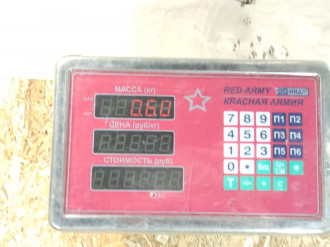 МАССА (кг)
RED ARMY МИДЛ
КРАСНАЯ АРМИЯ
0.60
ЦЕНА (руб/кг)
7 8 9 П1 П2
4 5 6 П3 П4
1 2 3 П5 П6
СТОИМОСТЬ (руб)
0 .
T